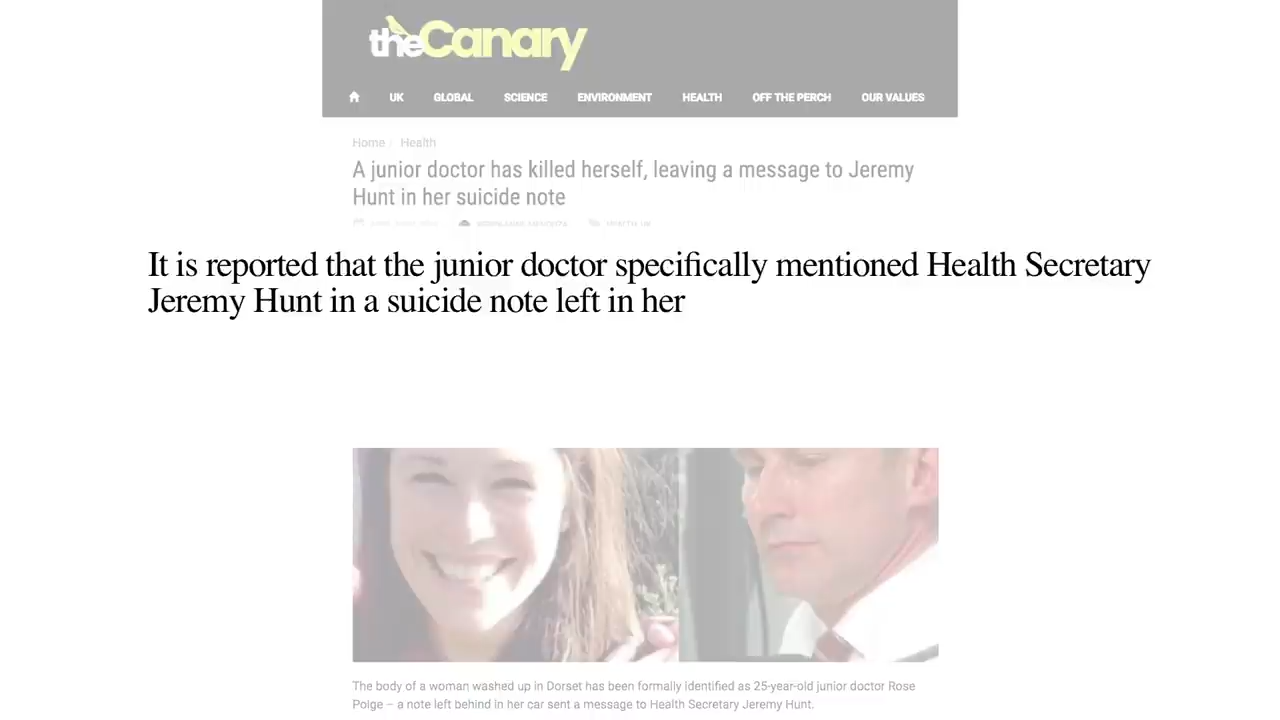 theCanary
UK GLOBAL SCIENCE ENVIRONMENT HEALTH OFF THE PERCH OUR VALUES
Home / Health
A junior doctor has killed herself, leaving a message to Jeremy
Hunt in her suicide note
It is reported that the junior doctor specifically mentioned Health Secretary
Jeremy Hunt in a suicide note left in her
The body of a woman washed up in Dorset has been formally identified as 25-year-old junior doctor Rose
Polge – a note left behind in her car sent a message to Health Secretary Jeremy Hunt.